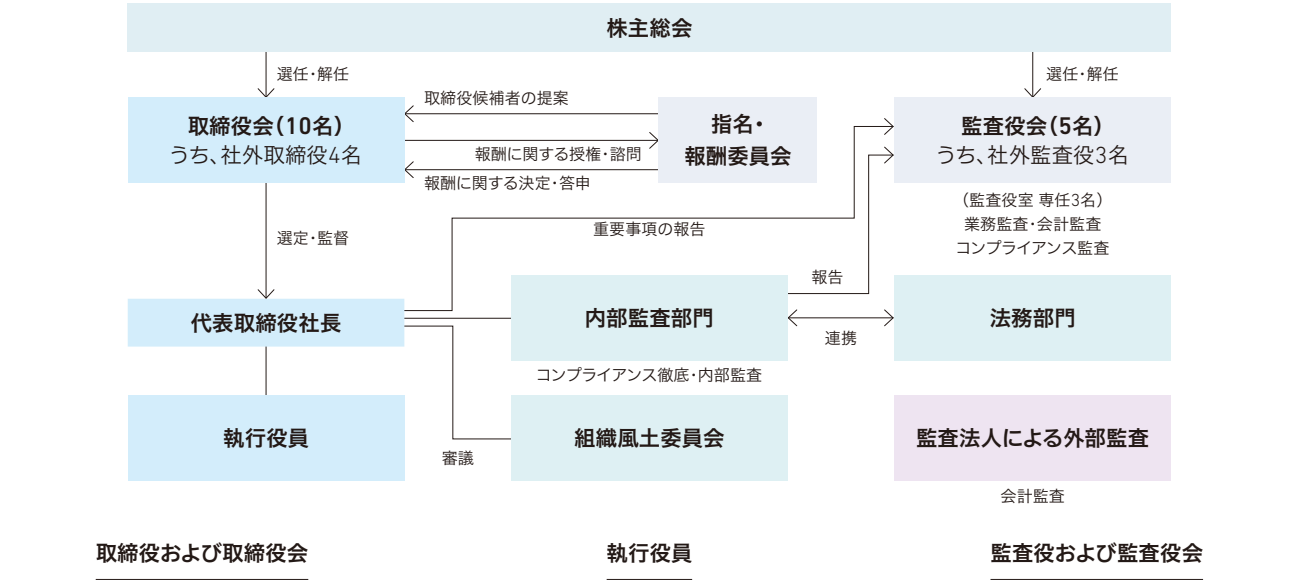 株主総会
選任・解任
選任・解任
取締役会（10名）
うち、社外取締役4名
取締役候補者の提案
報酬に関する授権・諮問
報酬に関する決定・答申
指名・
報酬委員会
監査役会（5名）
うち、社外監査役3名
（監査役室 専任3名）
業務監査・会計監査
コンプライアンス監査
選定・監督
重要事項の報告
報告
代表取締役社長
内部監査部門
連携
法務部門
コンプライアンス徹底・内部監査
執行役員
審議
組織風土委員会
監査法人による外部監査
会計監査
取締役および取締役会
執行役員
監査役および監査役会